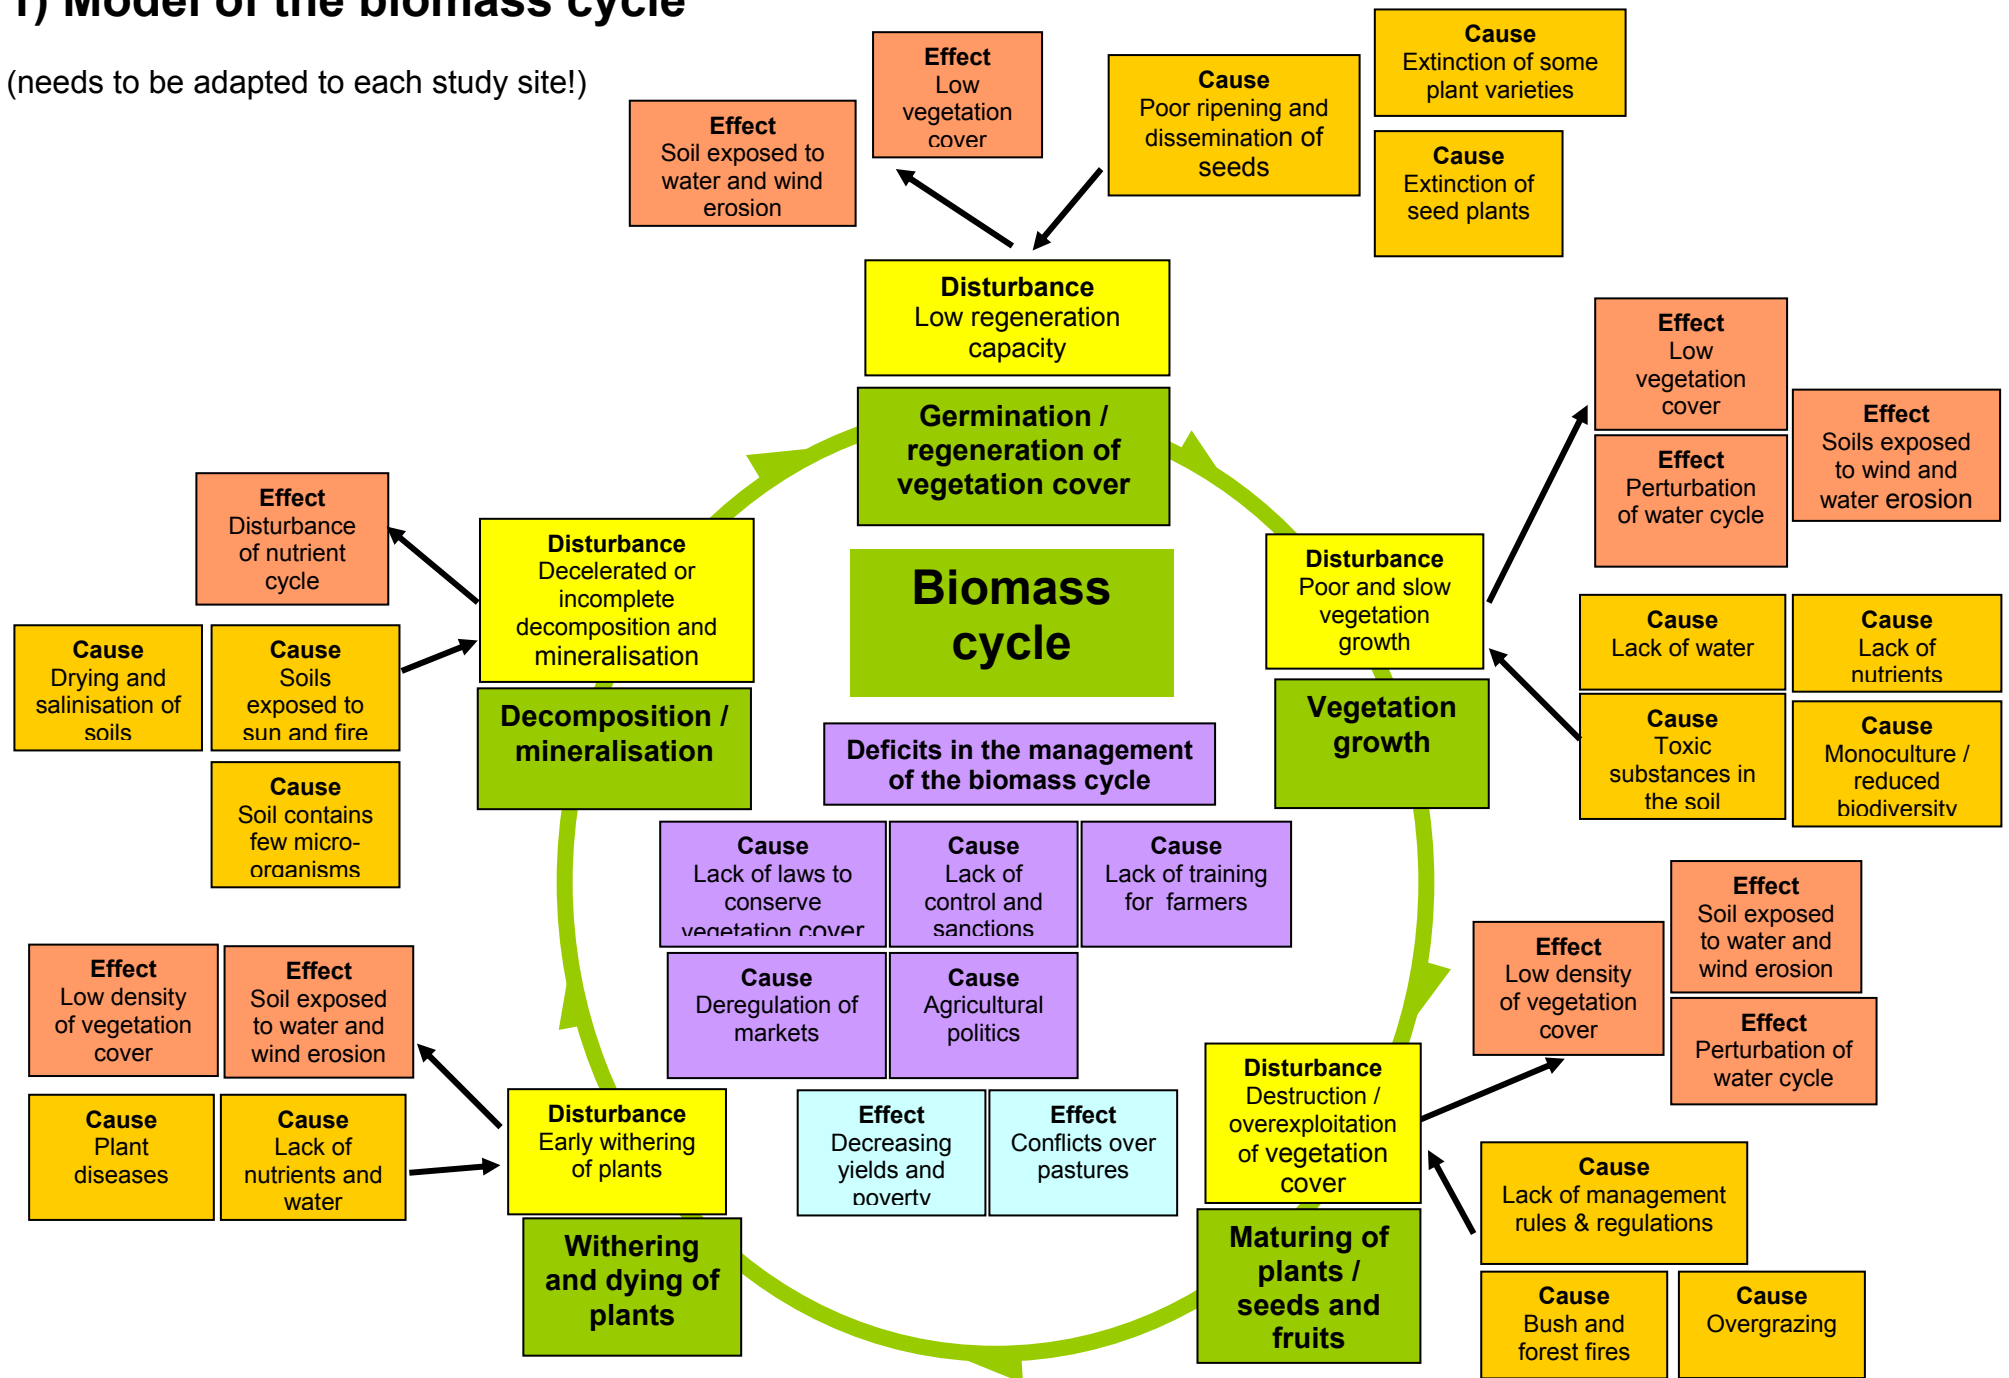 1) Model of the biomass cycle
(needs to be adapted to each study site!)
Effect
Soil exposed to
water and wind
erosion
Effect
Low
vegetation
cover
Cause
Poor ripening and
dissemination of
seeds
Cause
Extinction of some
plant varieties
Cause
Extinction of
seed plants
Disturbance
Low regeneration
capacity
Germination /
regeneration of
vegetation cover
Effect
Low
vegetation
cover
Effect
Soils exposed
to wind and
water erosion
Effect
Perturbation
of water cycle
Disturbance
Poor and slow
vegetation
growth
Vegetation
growth
Cause
Lack of water
Cause
Lack of
nutrients
Cause
Toxic
substances in
the soil
Cause
Monoculture /
reduced
biodiversity
Effect
Disturbance
of nutrient
cycle
Disturbance
Decelerated or
incomplete
decomposition and
mineralisation
Decomposition /
mineralisation
Cause
Drying and
salinisation of
soils
Cause
Soils
exposed to
sun and fire
Cause
Soil contains
few micro-
organisms
Biomass
cycle
Deficits in the management
of the biomass cycle
Cause
Lack of laws to
conserve
vegetation cover
Cause
Lack of
control and
sanctions
Cause
Lack of training
for farmers
Cause
Deregulation of
markets
Cause
Agricultural
politics
Effect
Decreasing
yields and
poverty
Effect
Conflicts over
pastures
Effect
Low density
of vegetation
cover
Effect
Soil exposed
to water and
wind erosion
Cause
Plant
diseases
Cause
Lack of
nutrients and
water
Disturbance
Early withering
of plants
Withering
and dying of
plants
Effect
Low density
of vegetation
cover
Effect
Soil exposed
to water and
wind erosion
Effect
Perturbation of
water cycle
Disturbance
Destruction /
overexploitation
of vegetation
cover
Maturing of
plants /
seeds and
fruits
Cause
Lack of management
rules & regulations
Cause
Bush and
forest fires
Cause
Overgrazing